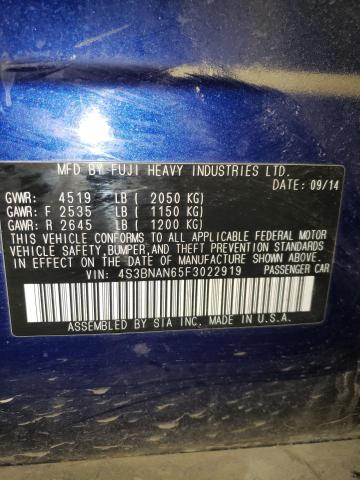 MFD BY FUJI HEAVY INDUSTRIES LTD.
DATE: 09/14
GVWR: 4519 LB ( 2050 KG)
GAWR: F 2535 LB ( 1150 KG)
GAWR: R 2645 LB ( 1200 KG)
THIS VEHICLE CONFORMS TO ALL APPLICABLE FEDERAL MOTOR
VEHICLE SAFETY, BUMPER, AND THEFT PREVENTION STANDARDS
IN EFFECT ON THE DATE OF MANUFACTURE SHOWN ABOVE.
VIN: 4S3BNAN65F3022919 PASSENGER CAR
ASSEMBLED BY SIA INC. MADE IN U.S.A.